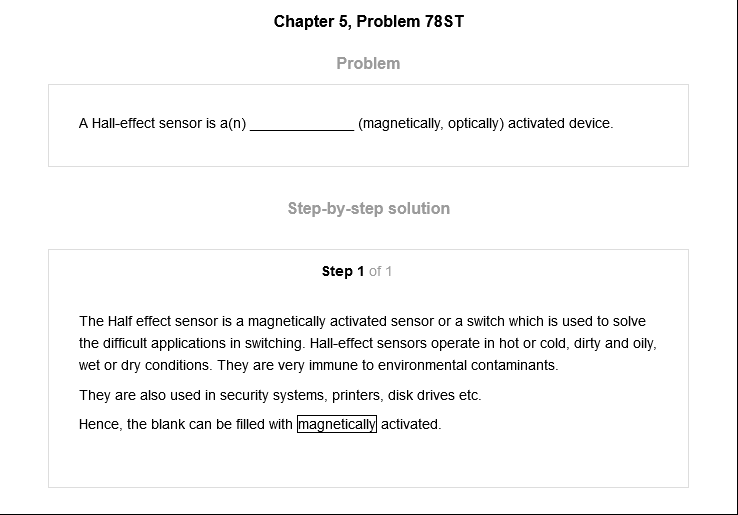 Chapter 5, Problem 78ST
Problem
A Hall-effect sensor is a(n) ______________ (magnetically, optically) activated device.
Step-by-step solution
Step 1 of 1
The Half effect sensor is a magnetically activated sensor or a switch which is used to solve
the difficult applications in switching. Hall-effect sensors operate in hot or cold, dirty and oily,
wet or dry conditions. They are very immune to environmental contaminants.
They are also used in security systems, printers, disk drives etc.
Hence, the blank can be filled with magnetically activated.